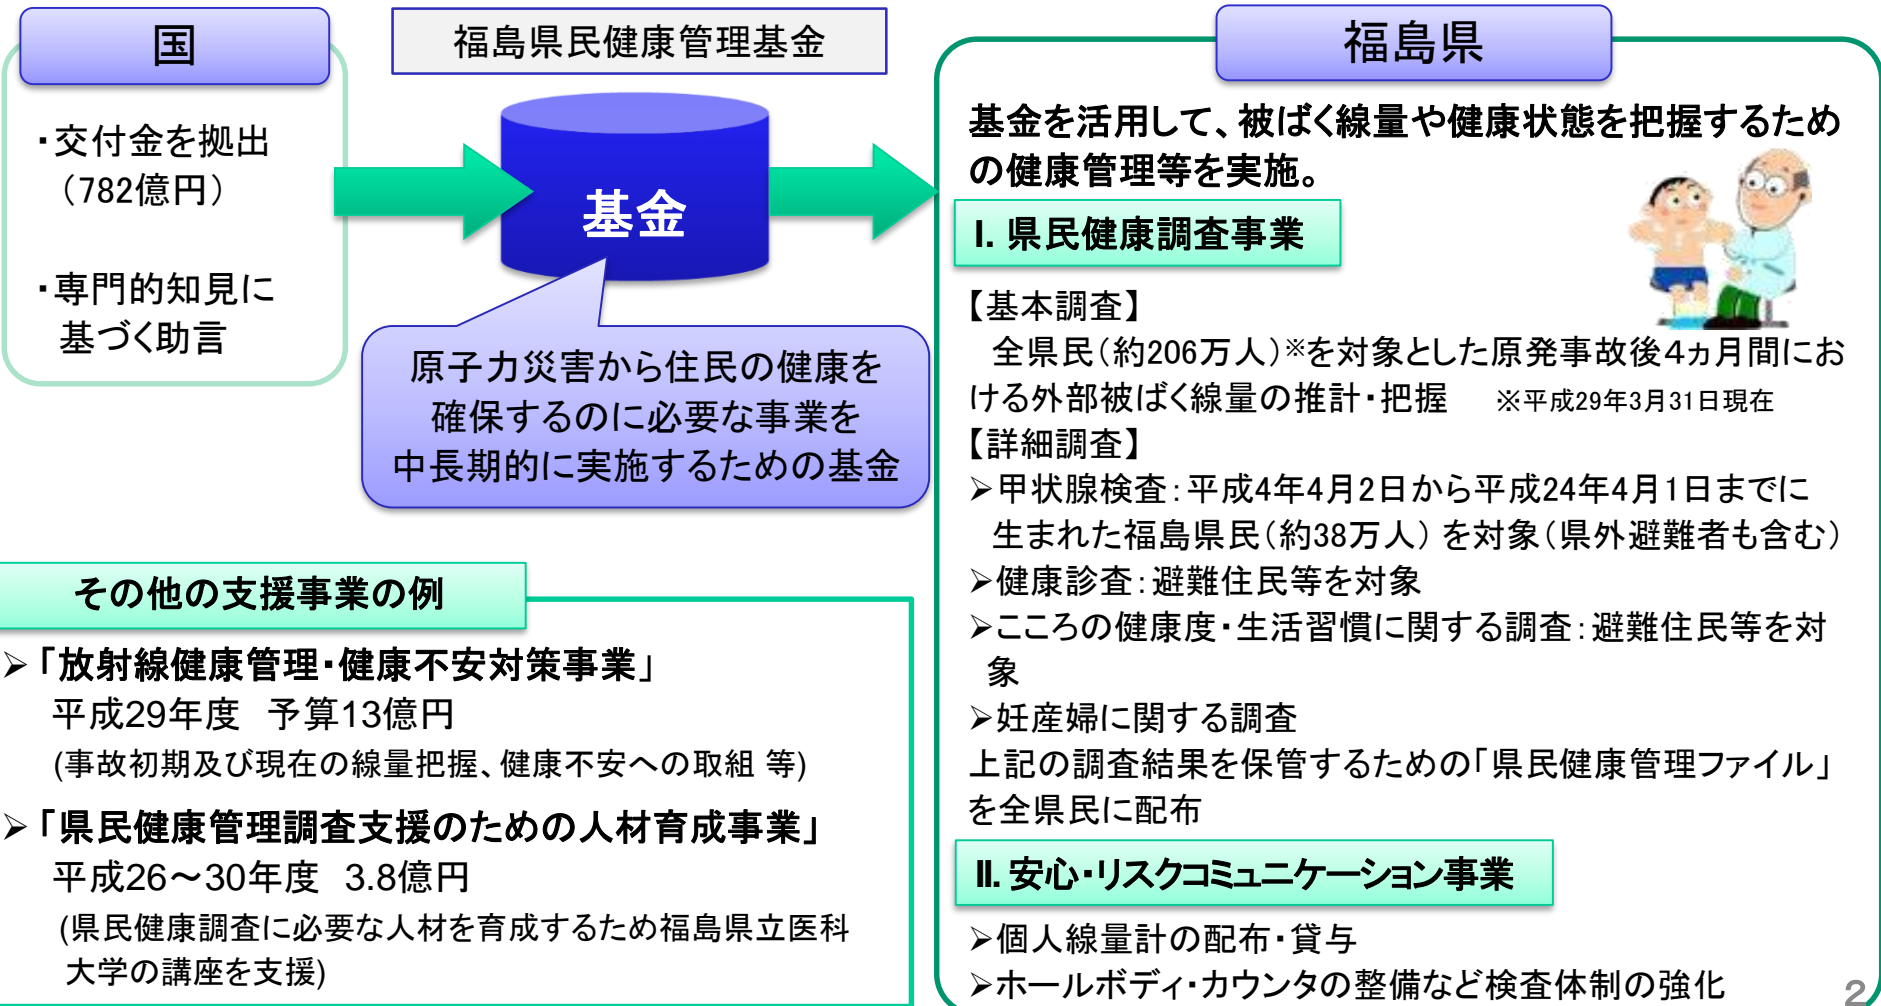 国
・交付金を拠出
（782億円）
・専門的知見に
基づく助言
福島県民健康管理基金
基金
原子力災害から住民の健康を
確保するのに必要な事業を
中長期的に実施するための基金
その他の支援事業の例
➢「放射線健康管理・健康不安対策事業」
平成29年度　予算13億円
(事故初期及び現在の線量把握、健康不安への取組 等)
➢「県民健康管理調査支援のための人材育成事業」
平成26～30年度　3.8億円
(県民健康調査に必要な人材を育成するため福島県立医科
大学の講座を支援)
福島県
基金を活用して、被ばく線量や健康状態を把握するため
の健康管理等を実施。
Ⅰ. 県民健康調査事業
【基本調査】
全県民（約206万人）※を対象とした原発事故後４ヵ月間にお
ける外部被ばく線量の推計・把握　※平成29年3月31日現在
【詳細調査】
➢甲状腺検査：平成4年4月2日から平成24年4月1日までに
生まれた福島県民（約38万人） を対象（県外避難者も含む）
➢健康診査：避難住民等を対象
➢こころの健康度・生活習慣に関する調査：避難住民等を対
象
➢妊産婦に関する調査
上記の調査結果を保管するための「県民健康管理ファイル」
を全県民に配布
Ⅱ. 安心・リスクコミュニケーション事業
➢個人線量計の配布・貸与
➢ホールボディ・カウンタの整備など検査体制の強化
2